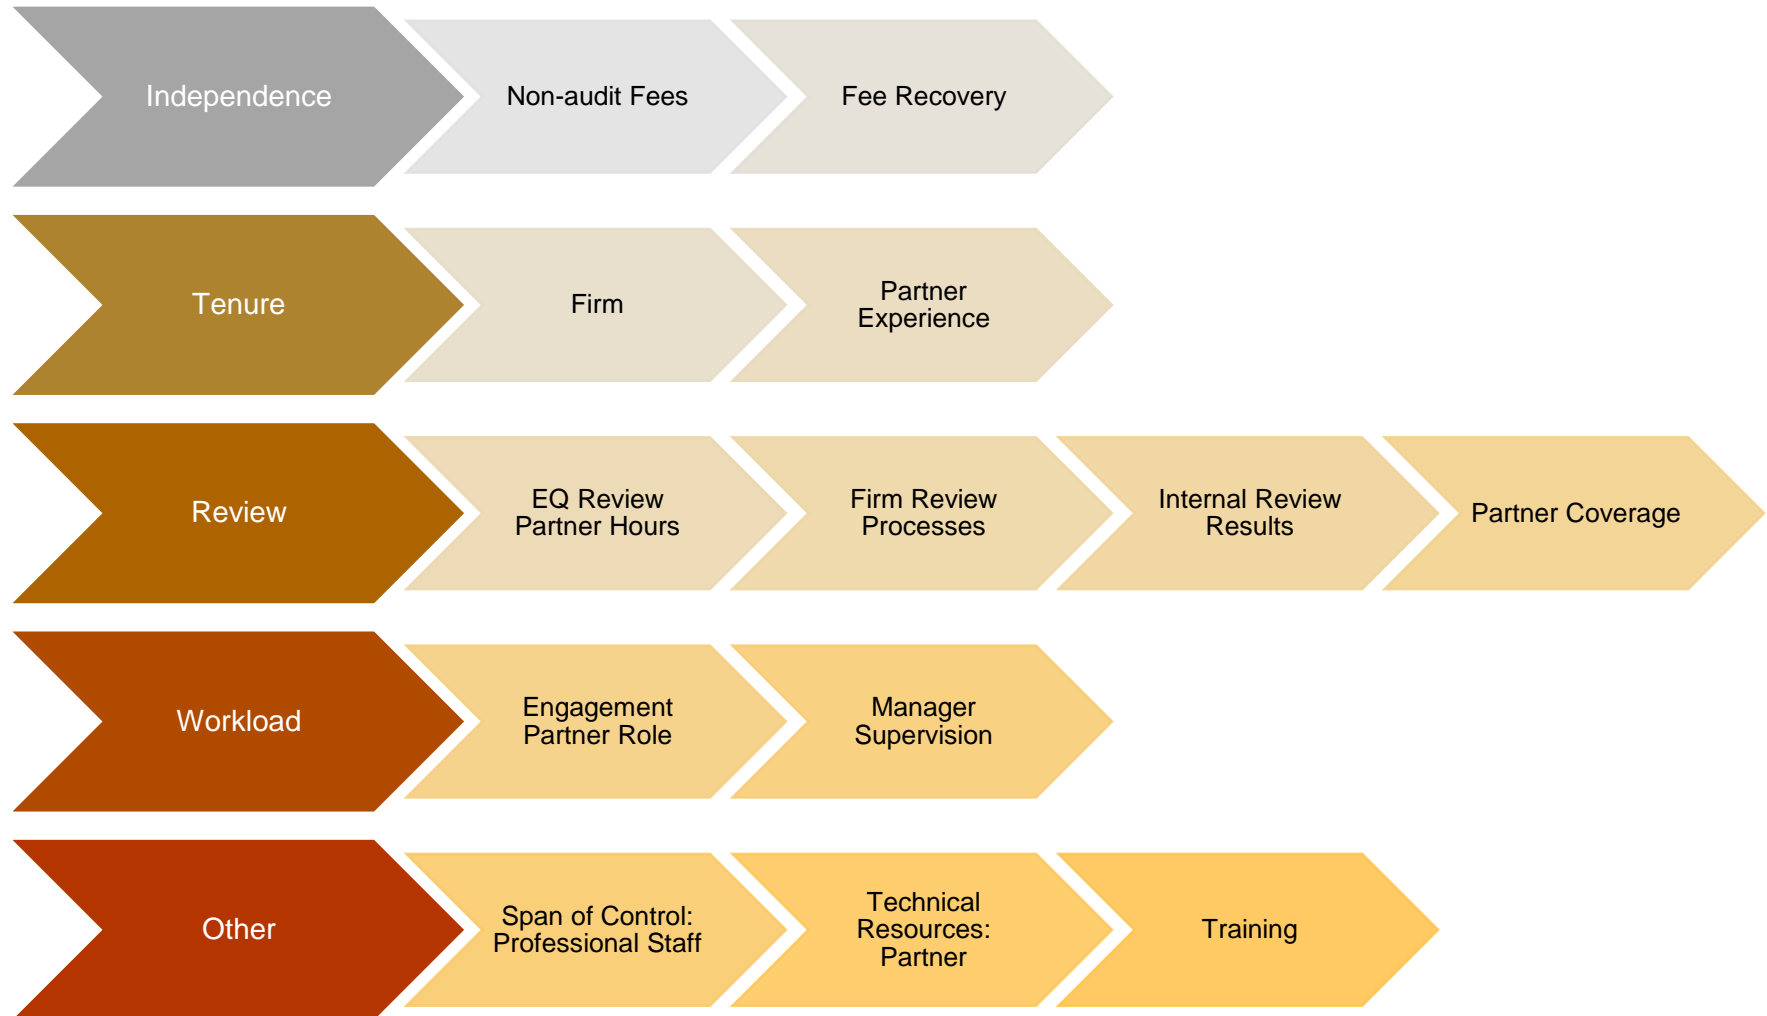 Independence
Non-audit Fees
Fee Recovery
Tenure
Firm
Partner
Experience
Review
EQ Review
Partner Hours
Firm Review
Processes
Internal Review
Results
Partner Coverage
Workload
Engagement
Partner Role
Manager
Supervision
Other
Span of Control:
Professional Staff
Technical
Resources:
Partner
Training